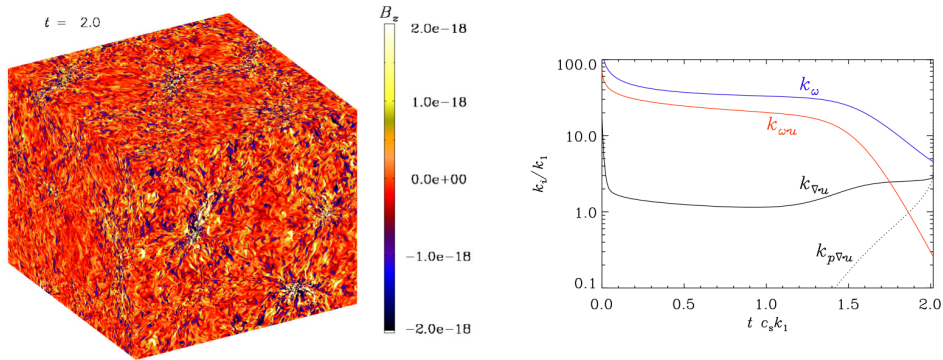 t = 2.0
B_z
2.0e−18
1.0e−18
0.0e+00
−1.0e−18
−2.0e−18
100.0
10.0
1.0
0.1
k_i/k_1
k_ω
k_ω·u
k_∇·u
k_p∇·u
0.0 0.5 1.0 1.5 2.0
t c_s k_1